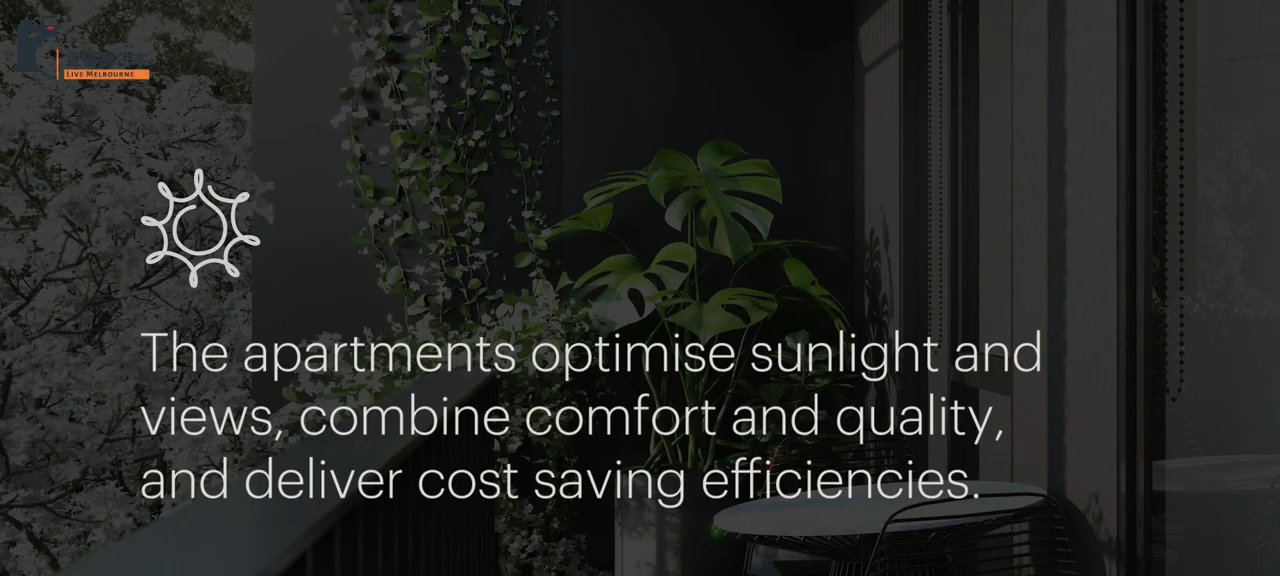 Live Melbourne
The apartments optimise sunlight and
views, combine comfort and quality,
and deliver cost saving efficiencies.